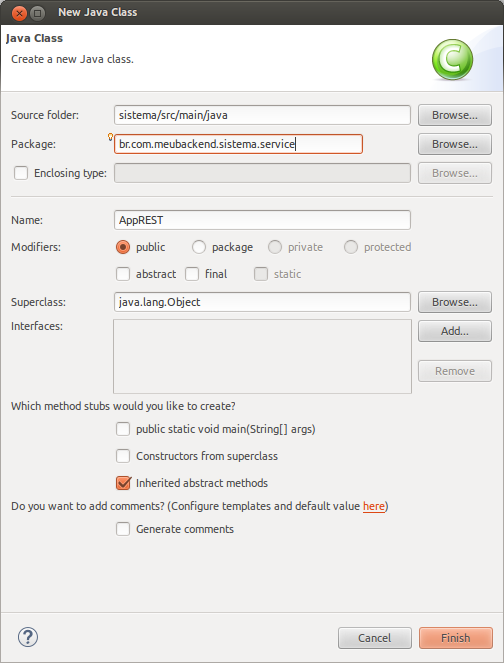 New Java Class
Java Class
Create a new Java class.
C
Source folder: sistema/src/main/java Browse...
Package: br.com.meubackend.sistema.service Browse...
Enclosing type: Browse...
Name: AppREST
Modifiers: public package private protected
abstract final static
Superclass: java.lang.Object Browse...
Interfaces: Add...
Remove
Which method stubs would you like to create?
public static void main(String[] args)
Constructors from superclass
Inherited abstract methods
Do you want to add comments? (Configure templates and default value here)
Generate comments
? Cancel Finish